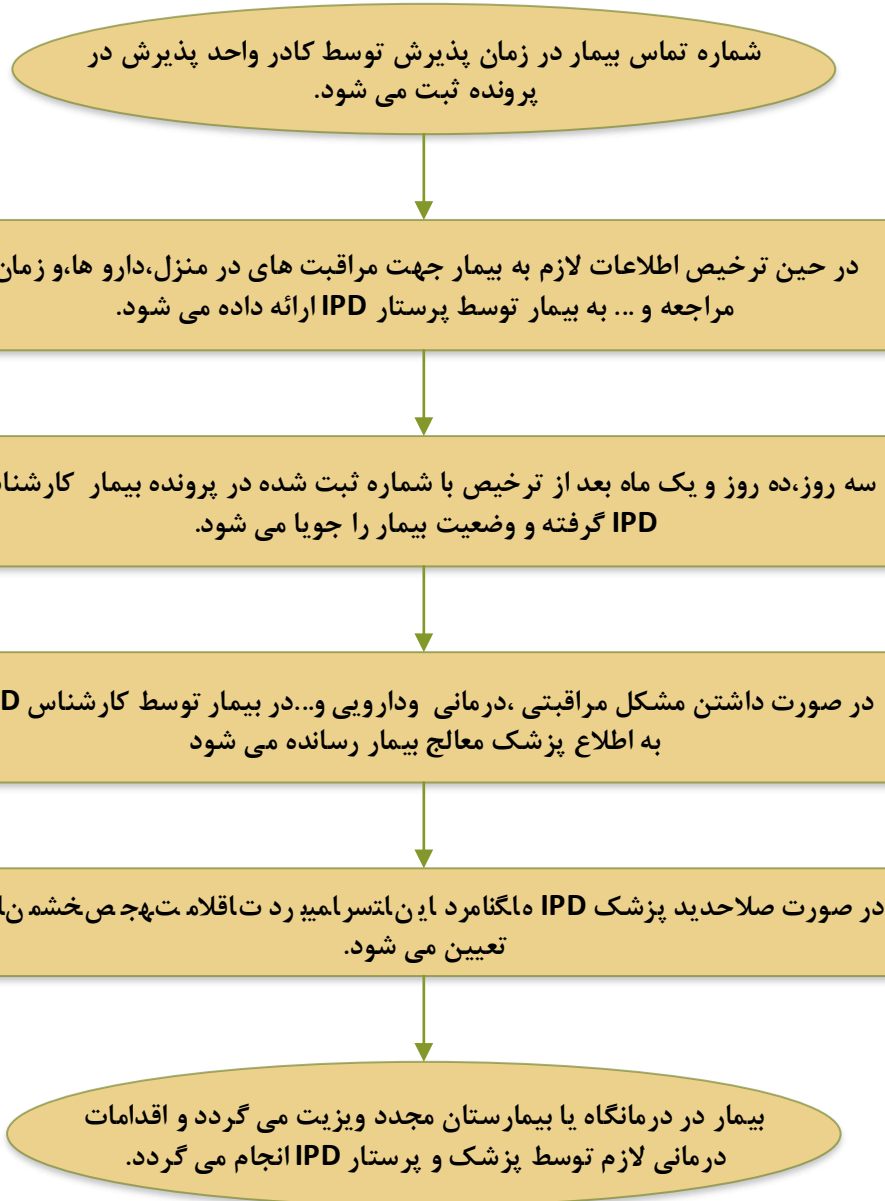 شماره تماس بیمار در زمان پذیرش توسط کادر واحد پذیرش در
پرونده ثبت می شود.
در حین ترخیص اطلاعات لازم به بیمار جهت مراقبت های در منزل،دارو ها،و زمان
مراجعه و ... به بیمار توسط پرستار IPD ارائه داده می شود.
سه روز،ده روز و یک ماه بعد از ترخیص با شماره ثبت شده در پرونده بیمار
IPD گرفته و وضعیت بیمار را جویا می شود.
در صورت داشتن مشکل مراقبتی ،درمانی ودارویی و...در بیمار توسط کارشناس
به اطلاع پزشک معالج بیمار رسانده می شود
در صورت صلاحدید پزشک IPD
تعیین می شود.
بیمار در درمانگاه یا بیمارستان مجدد ویزیت می گردد و اقدامات
درمانی لازم توسط پزشک و پرستار IPD انجام می گردد.